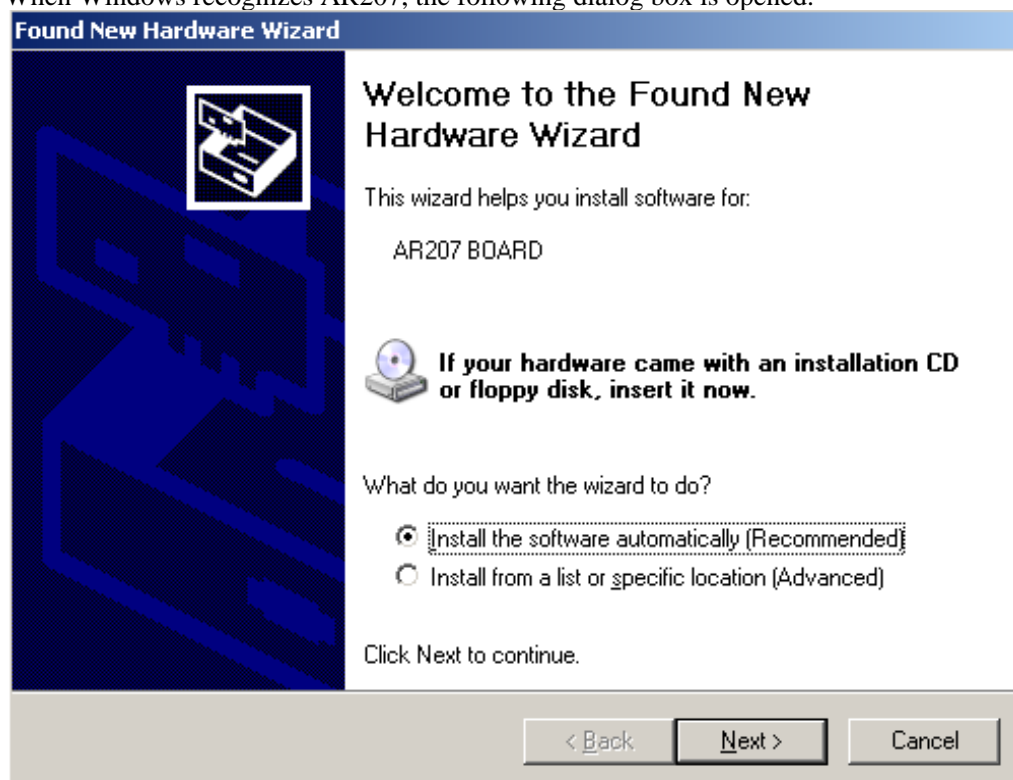 When Windows recognizes AR207, the following dialog box is opened:
Found New Hardware Wizard
Welcome to the Found New
Hardware Wizard
This wizard helps you install software for:
AR207 BOARD
If your hardware came with an installation CD
or floppy disk, insert it now.
What do you want the wizard to do?
Install the software automatically (Recommended)
Install from a list or specific location (Advanced)
Click Next to continue.
< Back
Next >
Cancel